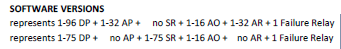 SOFTWARE VERSIONS
represents 1-96 DP + 1-32 AP + no SR + 1-16 AO + 1-32 AR + 1 Failure Relay
represents 1-75 DP + no AP + 1-75 SR + 1-16 AO + no AR + 1 Failure Relay